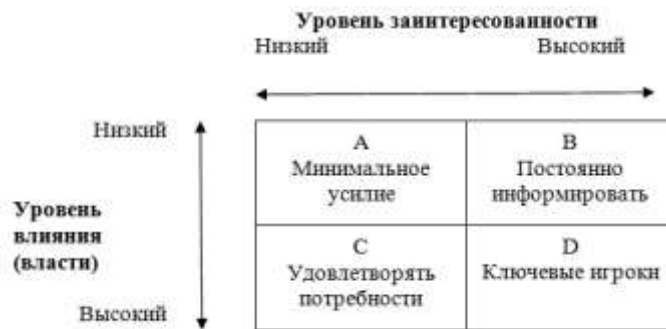 Уровень заинтересованности
Низкий Высокий
Низкий
A B
Минимальное Постоянно
усилие информировать
Уровень
влияния
(власти)
C D
Удовлетворять Ключевые игроки
потребности
Высокий